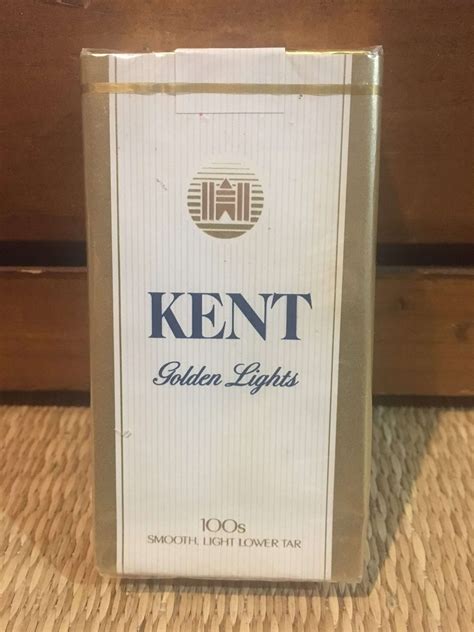 KENT
Golden Lights
100s
SMOOTH, LIGHT LOWER TAR